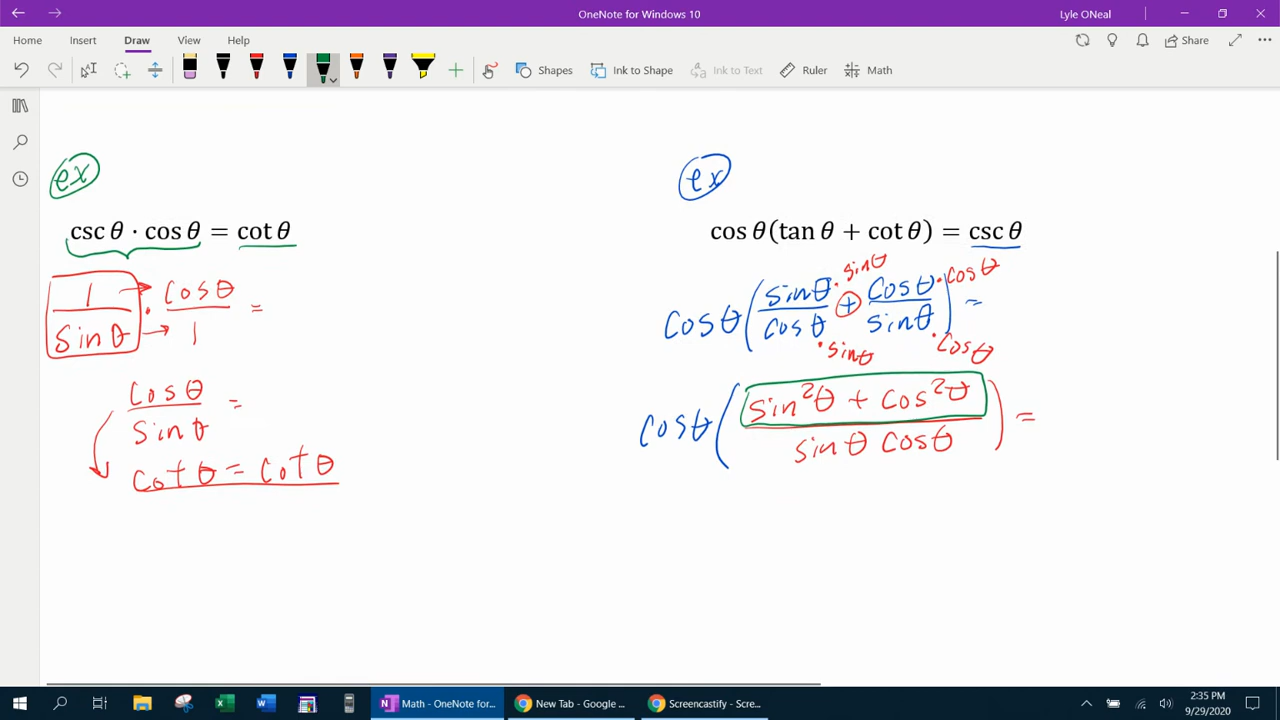 OneNote for Windows 10
Lyle ONeal
Home Insert Draw View Help
Share
Shapes Ink to Shape Ink to Text Ruler Math
ex
csc θ · cos θ = cot θ
1 / sin θ · cos θ / 1 =
cos θ / sin θ =
cot θ = cot θ
ex
cos θ(tan θ + cot θ) = csc θ
cos θ ( sin θ · sin θ / cos θ · sin θ + cos θ · cos θ / sin θ · cos θ ) =
cos θ ( sin²θ + cos²θ / sin θ cos θ ) =
Math - OneNote for...
New Tab - Google ...
Screencastify - Scre...
2:35 PM
9/29/2020